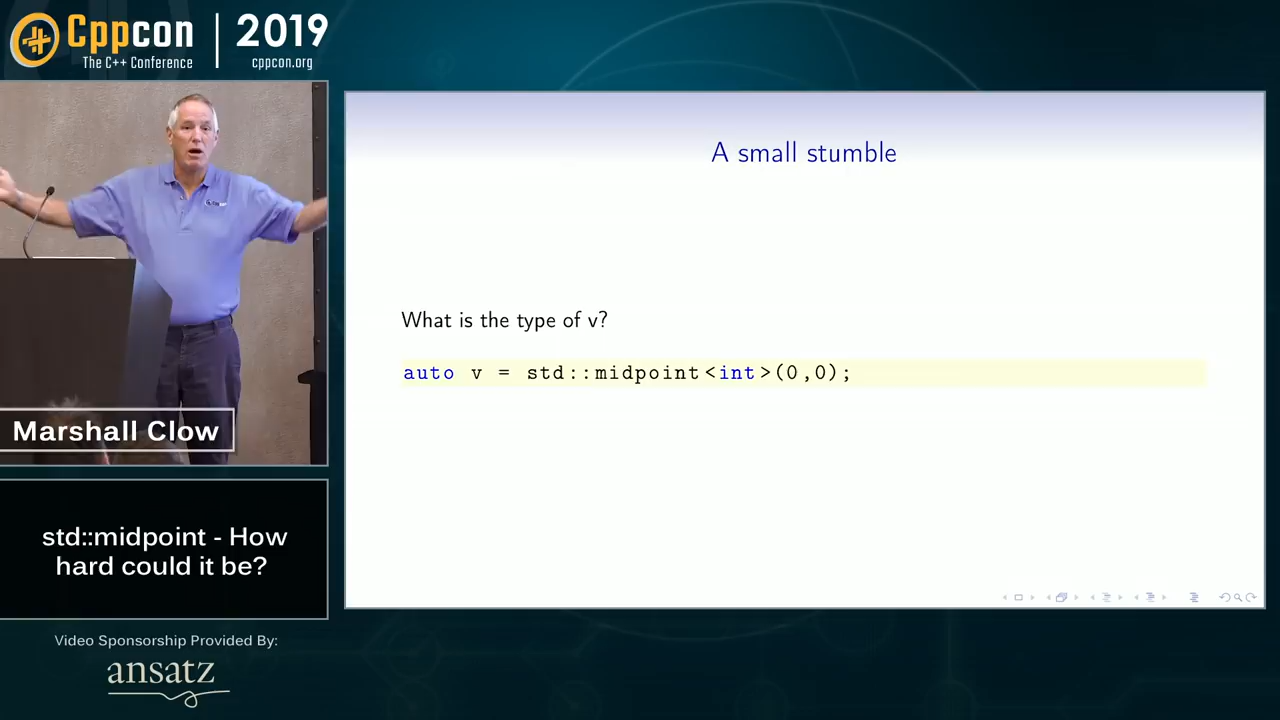 Cppcon
The C++ Conference
2019
cppcon.org
Marshall Clow
std::midpoint - How
hard could it be?
Video Sponsorship Provided By:
ansatz
A small stumble
What is the type of v?
auto v = std::midpoint<int>(0,0);